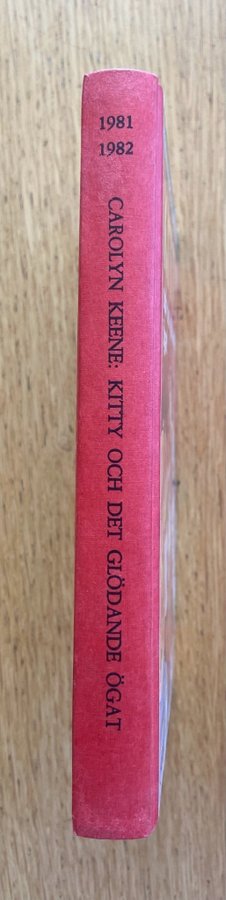 1981
1982
CAROLYN KEENE: KITTY OCH DET GLÖDANDE ÖGAT